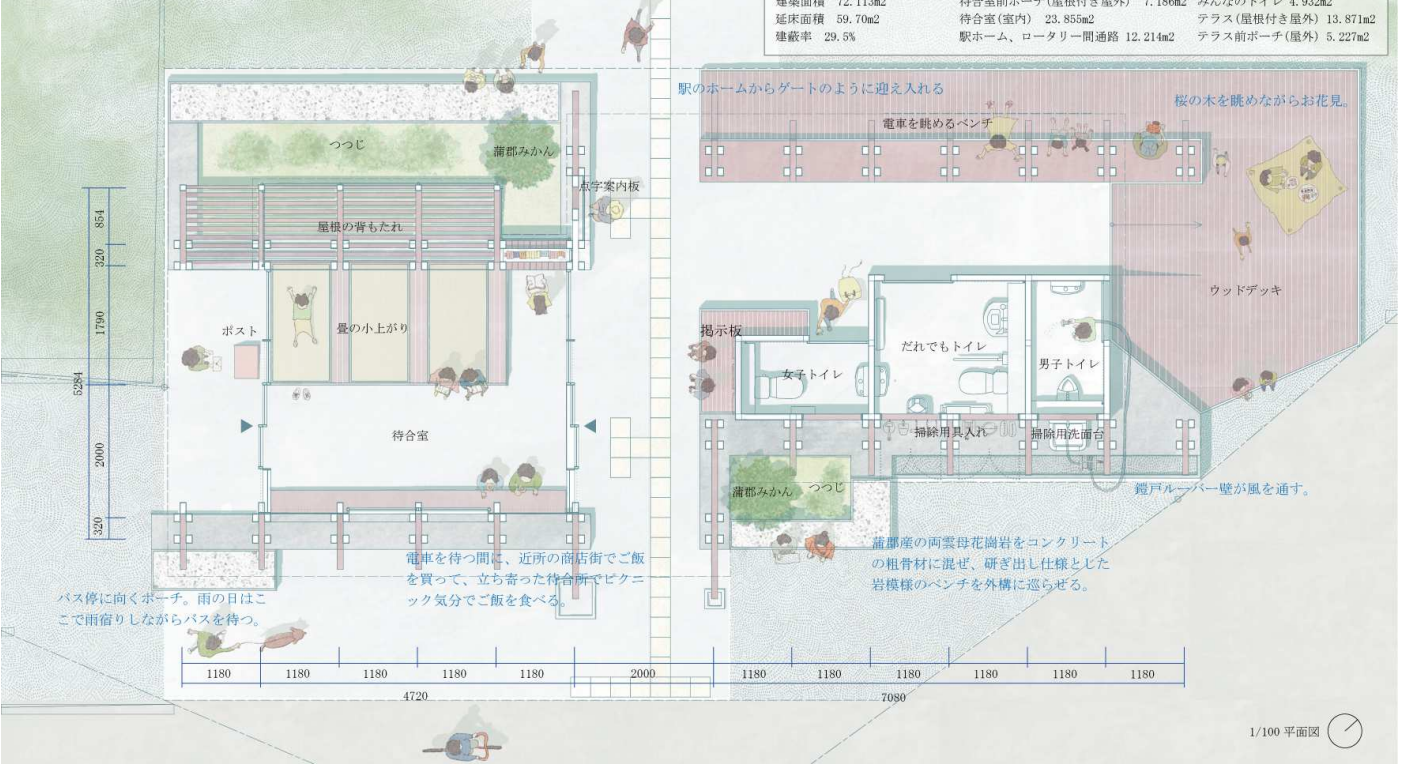 建築面積 72.113m2
待合室前ポーチ(屋根付き屋外) 7.186m2
みんなのトイレ 4.932m2
延床面積 59.70m2
待合室(室内) 23.855m2
テラス(屋根付き屋外) 13.871m2
建蔽率 29.5%
駅ホーム、ロータリー間通路 12.214m2
テラス前ポーチ(屋外) 5.227m2
駅のホームからゲートのように迎え入れる
桜の木を眺めながらお花見。
電車を眺めるベンチ
つつじ
蒲郡みかん
点字案内板
屋根の背もたれ
ウッドデッキ
ポスト
畳の小上がり
掲示板
だれでもトイレ
女子トイレ
男子トイレ
待合室
掃除用具入れ
掃除用洗面台
蒲郡みかん
つつじ
鎧戸ルーバー壁が風を通す。
電車を待つ間に、近所の商店街でご飯
を買って、立ち寄った待合所でピクニ
ック気分でご飯を食べる。
蒲郡産の両雲母花崗岩をコンクリート
の粗骨材に混ぜ、研ぎ出し仕様とした
岩模様のベンチを外構に巡らせる。
バス停に向くポーチ。雨の日はこ
こで雨宿りしながらバスを待つ。
854
320
1790
5284
2000
320
1180
1180
1180
1180
1180
2000
1180
1180
1180
1180
1180
1180
4720
7080
1/100 平面図